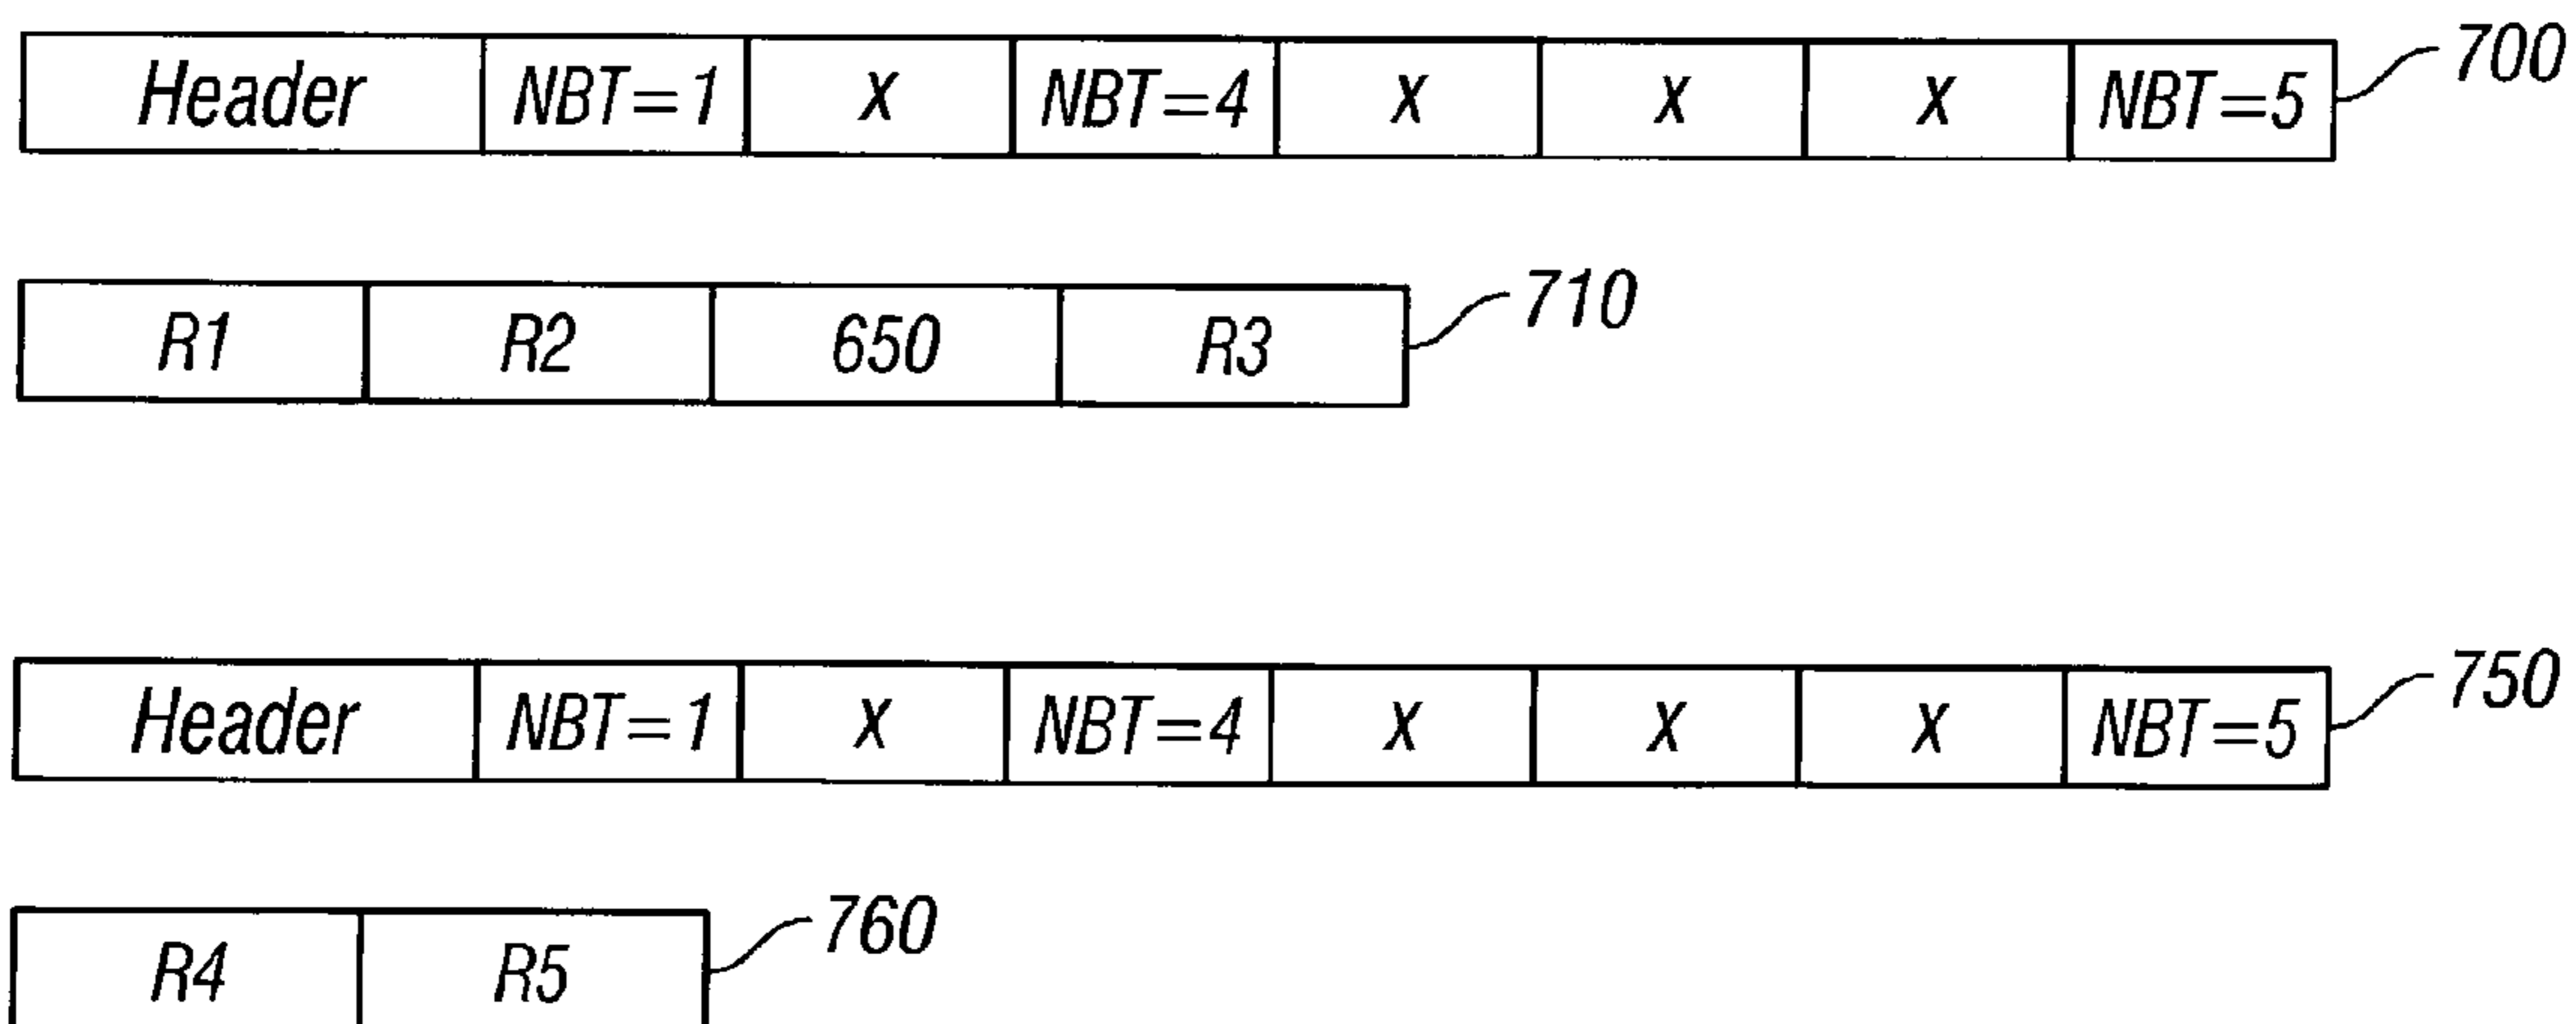 Header NBT=1 X NBT=4 X X X NBT=5 700
R1 R2 650 R3 710
Header NBT=1 X NBT=4 X X X NBT=5 750
R4 R5 760